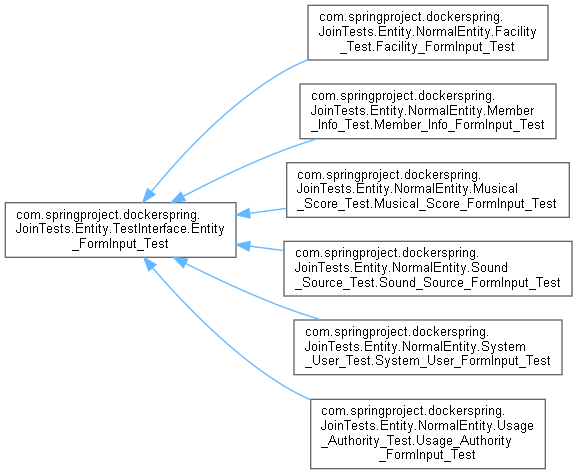 com.springproject.dockerspring.
JoinTests.Entity.NormalEntity.Facility
_Test.Facility_FormInput_Test
com.springproject.dockerspring.
JoinTests.Entity.NormalEntity.Member
_Info_Test.Member_Info_FormInput_Test
com.springproject.dockerspring.
JoinTests.Entity.NormalEntity.Musical
_Score_Test.Musical_Score_FormInput_Test
com.springproject.dockerspring.
JoinTests.Entity.TestInterface.Entity
_FormInput_Test
com.springproject.dockerspring.
JoinTests.Entity.NormalEntity.Sound
_Source_Test.Sound_Source_FormInput_Test
com.springproject.dockerspring.
JoinTests.Entity.NormalEntity.System
_User_Test.System_User_FormInput_Test
com.springproject.dockerspring.
JoinTests.Entity.NormalEntity.Usage
_Authority_Test.Usage_Authority
_FormInput_Test